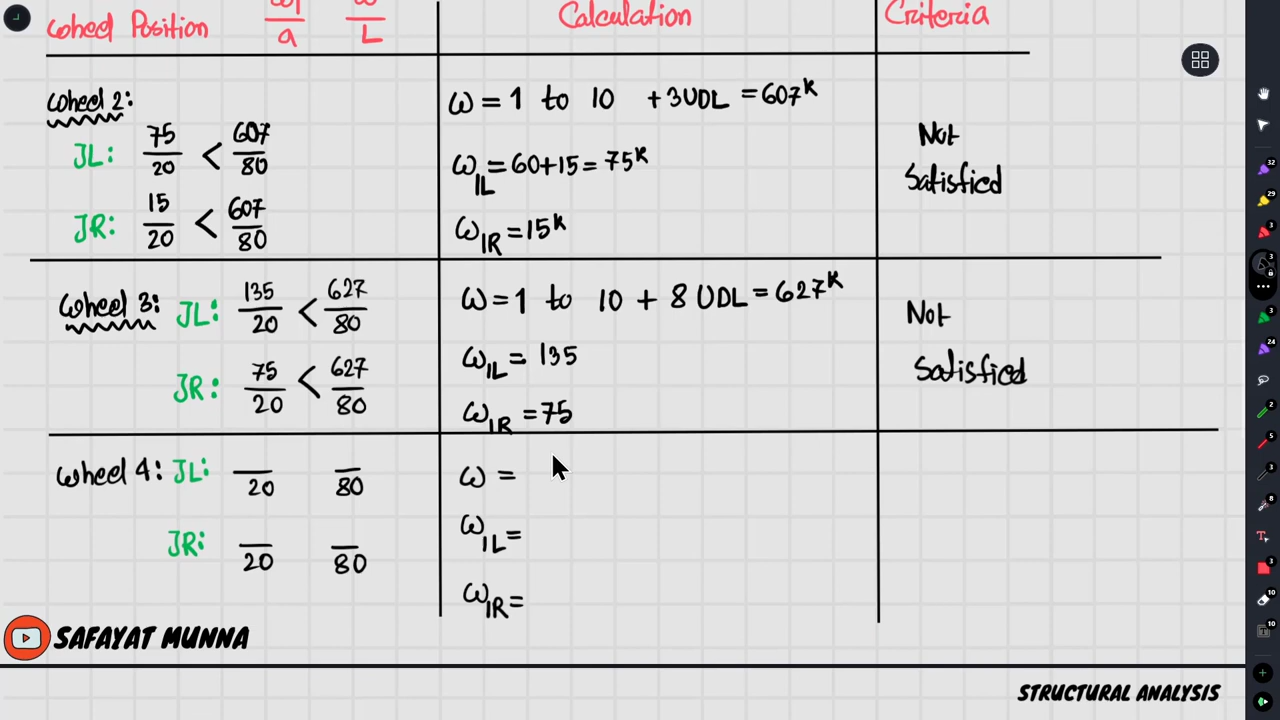 Wheel Position W1/a W/L Calculation Criteria
Wheel 2:
JL: 75/20 < 607/80
JR: 15/20 < 607/80
W = 1 to 10 + 3UDL = 607k
W1L = 60+15 = 75k
W1R = 15k
Not
Satisfied
Wheel 3: JL: 135/20 < 627/80
JR: 75/20 < 627/80
W = 1 to 10 + 8 UDL = 627k
W1L = 135
W1R = 75
Not
Satisfied
Wheel 4: JL: —/20 —/80
JR: —/20 —/80
W =
W1L =
W1R =
SAFAYAT MUNNA
STRUCTURAL ANALYSIS